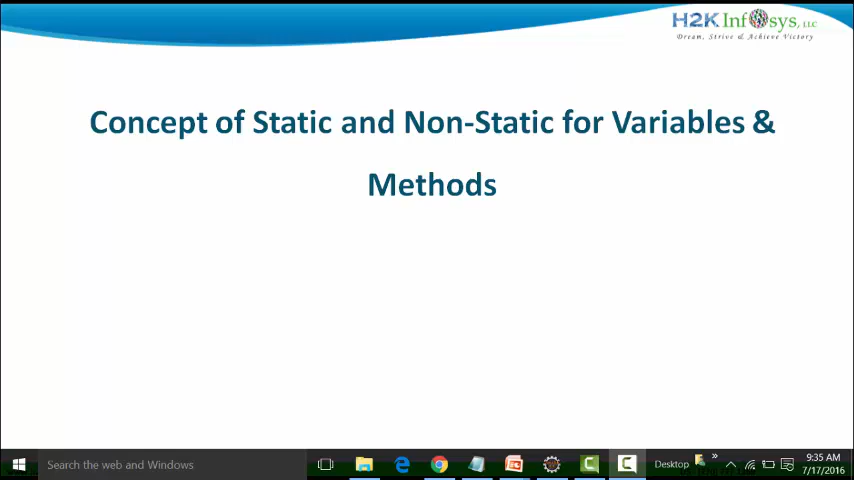 H2K Infosys, LLC
Dream, Strive & Achieve Victory
Concept of Static and Non-Static for Variables &
Methods
Search the web and Windows
Desktop
»
9:35 AM
7/17/2016